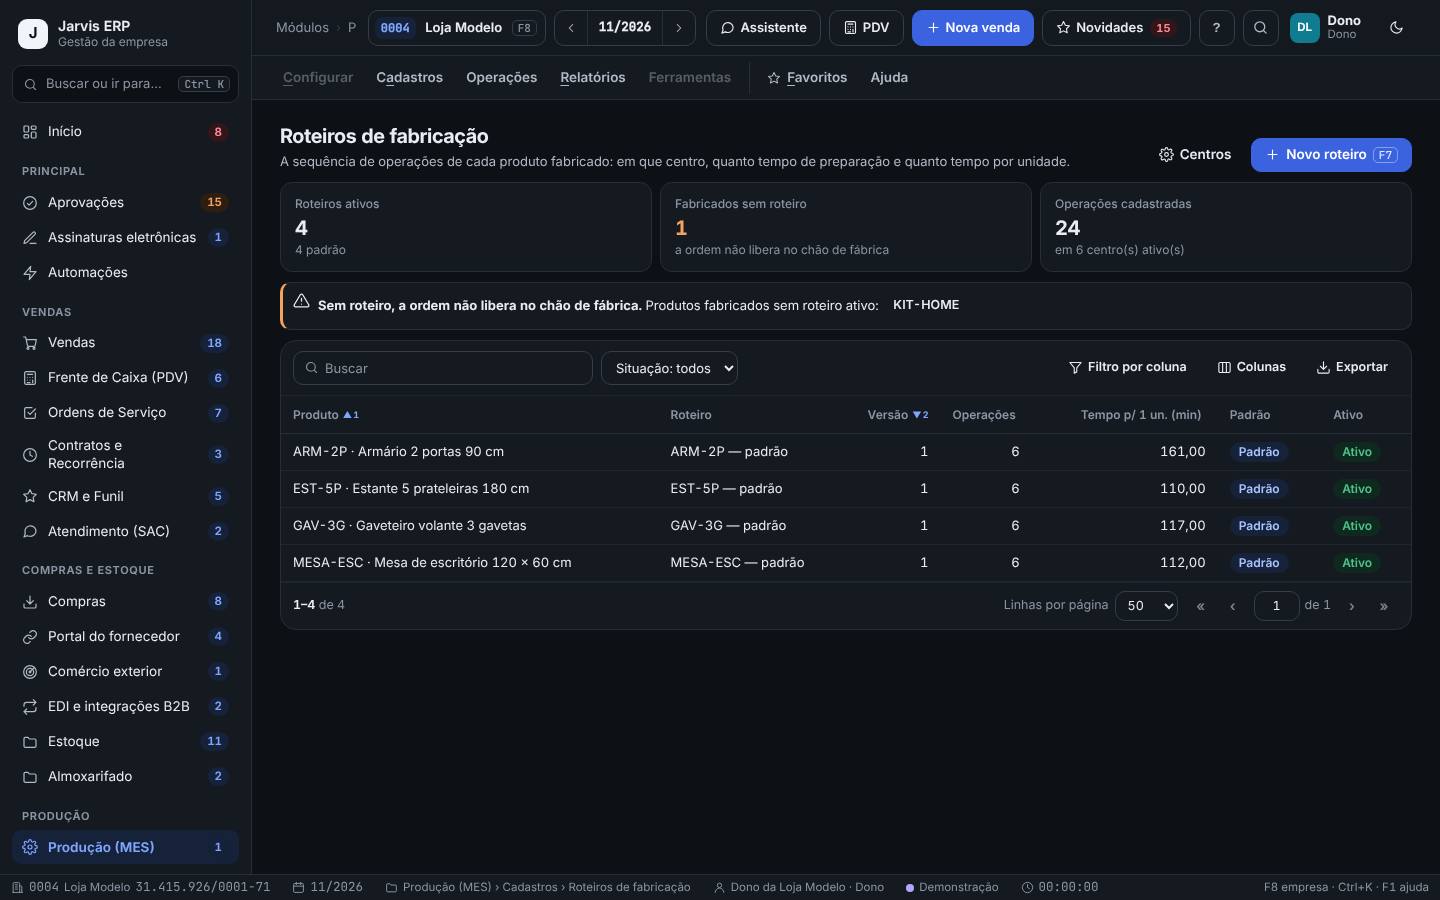 J
Jarvis ERP
Gestão da empresa
Buscar ou ir para... Ctrl K
Início 8
PRINCIPAL
Aprovações 15
Assinaturas eletrônicas 1
Automações
VENDAS
Vendas 18
Frente de Caixa (PDV) 6
Ordens de Serviço 7
Contratos e
Recorrência 3
CRM e Funil 5
Atendimento (SAC) 2
COMPRAS E ESTOQUE
Compras 8
Portal do fornecedor 4
Comércio exterior 1
EDI e integrações B2B 2
Estoque 11
Almoxarifado 2
PRODUÇÃO
Produção (MES) 1
Módulos › P 0004 Loja Modelo F8 ‹ 11/2026 › Assistente PDV + Nova venda Novidades 15 ? DL Dono
Dono
Configurar Cadastros Operações Relatórios Ferramentas Favoritos Ajuda
Roteiros de fabricação
A sequência de operações de cada produto fabricado: em que centro, quanto tempo de preparação e quanto tempo por unidade.
Centros + Novo roteiro F7
Roteiros ativos
4
4 padrão
Fabricados sem roteiro
1
a ordem não libera no chão de fábrica
Operações cadastradas
24
em 6 centro(s) ativo(s)
Sem roteiro, a ordem não libera no chão de fábrica. Produtos fabricados sem roteiro ativo: KIT-HOME
Buscar Situação: todos Filtro por coluna Colunas Exportar
Produto ▲1 Roteiro Versão ▼2 Operações Tempo p/ 1 un. (min) Padrão Ativo
ARM-2P · Armário 2 portas 90 cm ARM-2P — padrão 1 6 161,00 Padrão Ativo
EST-5P · Estante 5 prateleiras 180 cm EST-5P — padrão 1 6 110,00 Padrão Ativo
GAV-3G · Gaveteiro volante 3 gavetas GAV-3G — padrão 1 6 117,00 Padrão Ativo
MESA-ESC · Mesa de escritório 120 × 60 cm MESA-ESC — padrão 1 6 112,00 Padrão Ativo
1–4 de 4 Linhas por página 50 « ‹ 1 de 1 › »
0004 Loja Modelo 31.415.926/0001-71 11/2026 Produção (MES) › Cadastros › Roteiros de fabricação Dono da Loja Modelo · Dono Demonstração 00:00:00 F8 empresa · Ctrl+K · F1 ajuda